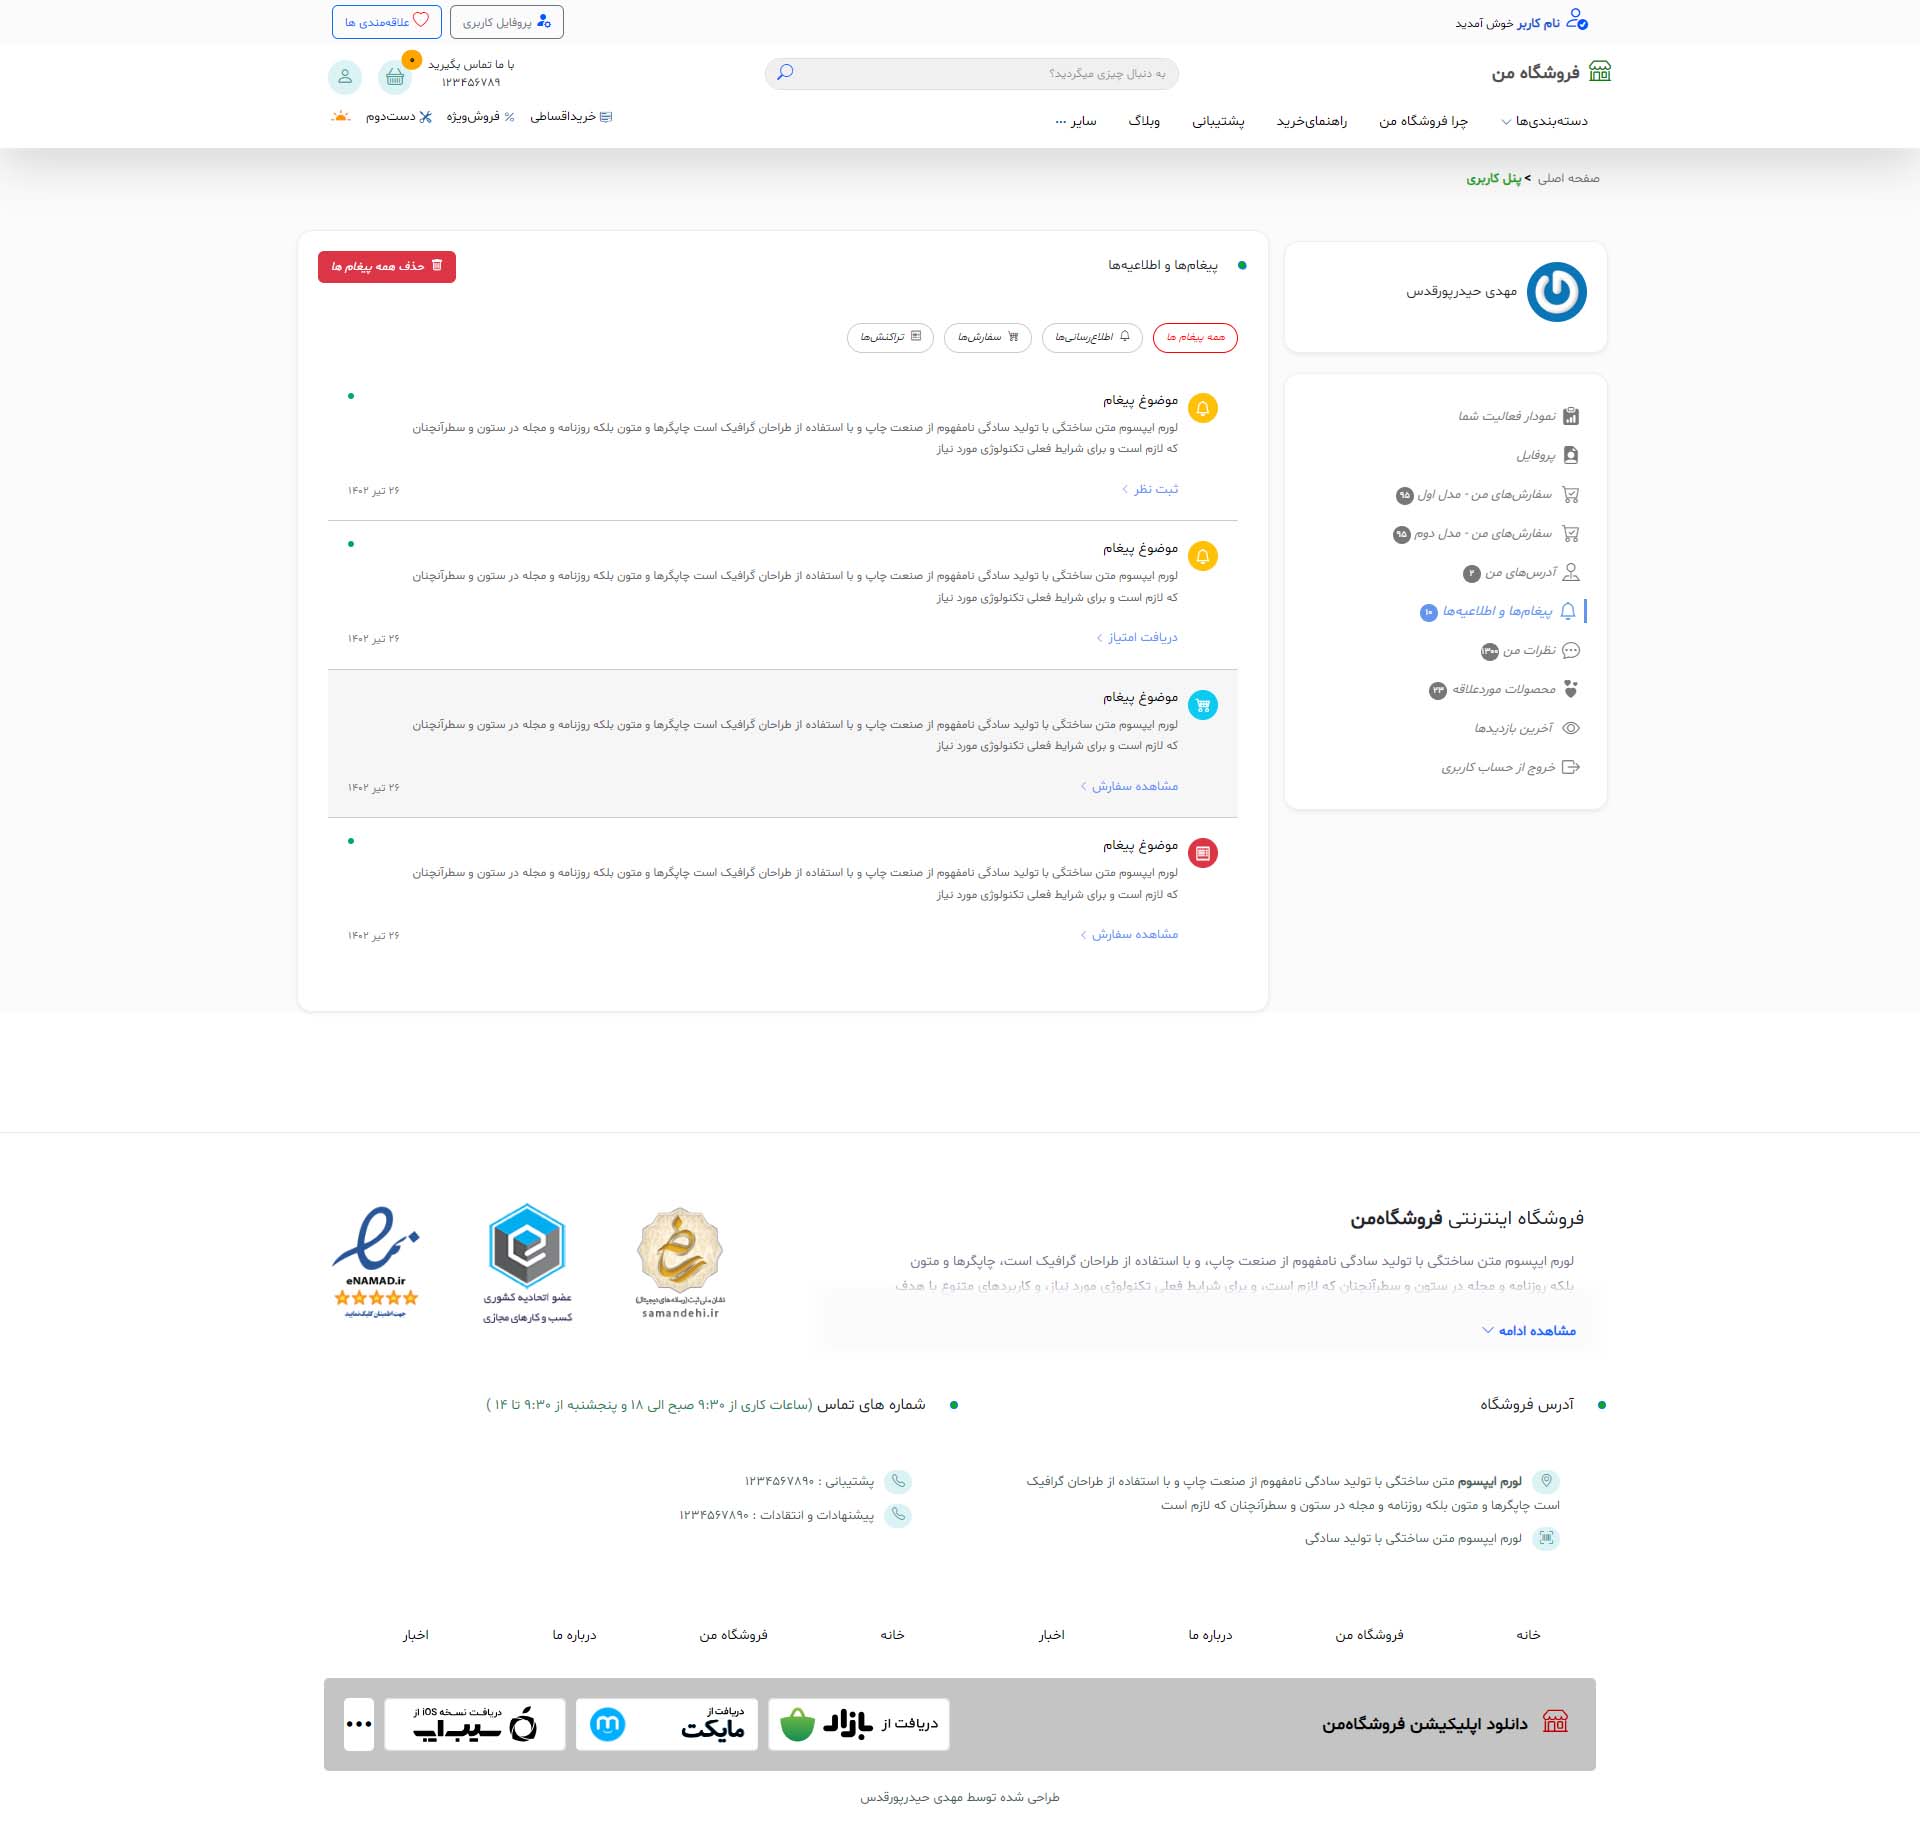 نام کاربر خوش آمدید
پروفایل کاربری
علاقه‌مندی ها
فروشگاه من
به دنبال چیزی میگردید؟
با ما تماس بگیرید
۱۲۳۴۵۶۷۸۹
۰
دسته‌بندی‌ها
چرا فروشگاه من
راهنمای‌خرید
پشتیبانی
وبلاگ
سایر ...
خریداقساطی
فروش‌ویژه
دست‌دوم
صفحه اصلی > پنل کاربری
مهدی حیدرپورقدس
نمودار فعالیت شما
پروفایل
سفارش‌های من - مدل اول ۹۵
سفارش‌های من - مدل دوم ۹۵
آدرس‌های من ۲
پیغام‌ها و اطلاعیه‌ها ۱۰
نظرات من ۱۳۰۰
محصولات موردعلاقه ۲۳
آخرین بازدیدها
خروج از حساب کاربری
پیغام‌ها و اطلاعیه‌ها
حذف همه پیغام ها
همه پیغام ها
اطلاع‌رسانی‌ها
سفارش‌ها
تراکنش‌ها
موضوغ پیغام
لورم ایپسوم متن ساختگی با تولید سادگی نامفهوم از صنعت چاپ و با استفاده از طراحان گرافیک است چاپگرها و متون بلکه روزنامه و مجله در ستون و سطرآنچنان
که لازم است و برای شرایط فعلی تکنولوژی مورد نیاز
ثبت نظر
۲۶ تیر ۱۴۰۲
موضوغ پیغام
لورم ایپسوم متن ساختگی با تولید سادگی نامفهوم از صنعت چاپ و با استفاده از طراحان گرافیک است چاپگرها و متون بلکه روزنامه و مجله در ستون و سطرآنچنان
که لازم است و برای شرایط فعلی تکنولوژی مورد نیاز
دریافت امتیاز
۲۶ تیر ۱۴۰۲
موضوغ پیغام
لورم ایپسوم متن ساختگی با تولید سادگی نامفهوم از صنعت چاپ و با استفاده از طراحان گرافیک است چاپگرها و متون بلکه روزنامه و مجله در ستون و سطرآنچنان
که لازم است و برای شرایط فعلی تکنولوژی مورد نیاز
مشاهده سفارش
۲۶ تیر ۱۴۰۲
موضوغ پیغام
لورم ایپسوم متن ساختگی با تولید سادگی نامفهوم از صنعت چاپ و با استفاده از طراحان گرافیک است چاپگرها و متون بلکه روزنامه و مجله در ستون و سطرآنچنان
که لازم است و برای شرایط فعلی تکنولوژی مورد نیاز
مشاهده سفارش
۲۶ تیر ۱۴۰۲
فروشگاه اینترنتی فروشگاه‌من
لورم ایپسوم متن ساختگی با تولید سادگی نامفهوم از صنعت چاپ، و با استفاده از طراحان گرافیک است، چاپگرها و متون
بلکه روزنامه و مجله در ستون و سطرآنچنان که لازم است، و برای شرایط فعلی تکنولوژی مورد نیاز، و کاربردهای متنوع با هدف
مشاهده ادامه
نشان ملی ثبت (رسانه‌های دیجیتال)
samandehi.ir
عضو اتحادیه کشوری
کسب و کارهای مجازی
eNAMAD.ir
جهت اطمینان کلیک نمایید
آدرس فروشگاه
لورم ایپسوم متن ساختگی با تولید سادگی نامفهوم از صنعت چاپ و با استفاده از طراحان گرافیک
است چاپگرها و متون بلکه روزنامه و مجله در ستون و سطرآنچنان که لازم است
لورم ایپسوم متن ساختگی با تولید سادگی
شماره های تماس (ساعات کاری از ۹:۳۰ صبح الی ۱۸ و پنجشنبه از ۹:۳۰ تا ۱۴ )
پشتیبانی : ۱۲۳۴۵۶۷۸۹۰
پیشنهادات و انتقادات : ۱۲۳۴۵۶۷۸۹۰
خانه
فروشگاه من
درباره ما
اخبار
خانه
فروشگاه من
درباره ما
اخبار
دانلود اپلیکیشن فروشگاه‌من
دریافت از بازار
دریافت از
مایکت
دریافت نسخه iOS از
سیب‌اپ
•••
طراحی شده توسط مهدی حیدرپورقدس